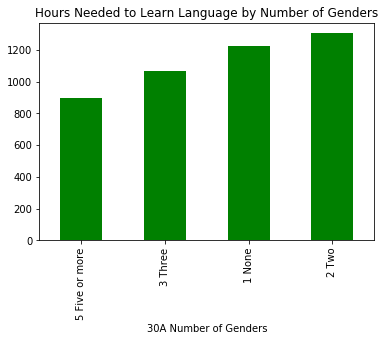 Hours Needed to Learn Language by Number of Genders
1200
1000
800
600
400
200
0
5 Five or more
3 Three
1 None
2 Two
30A Number of Genders